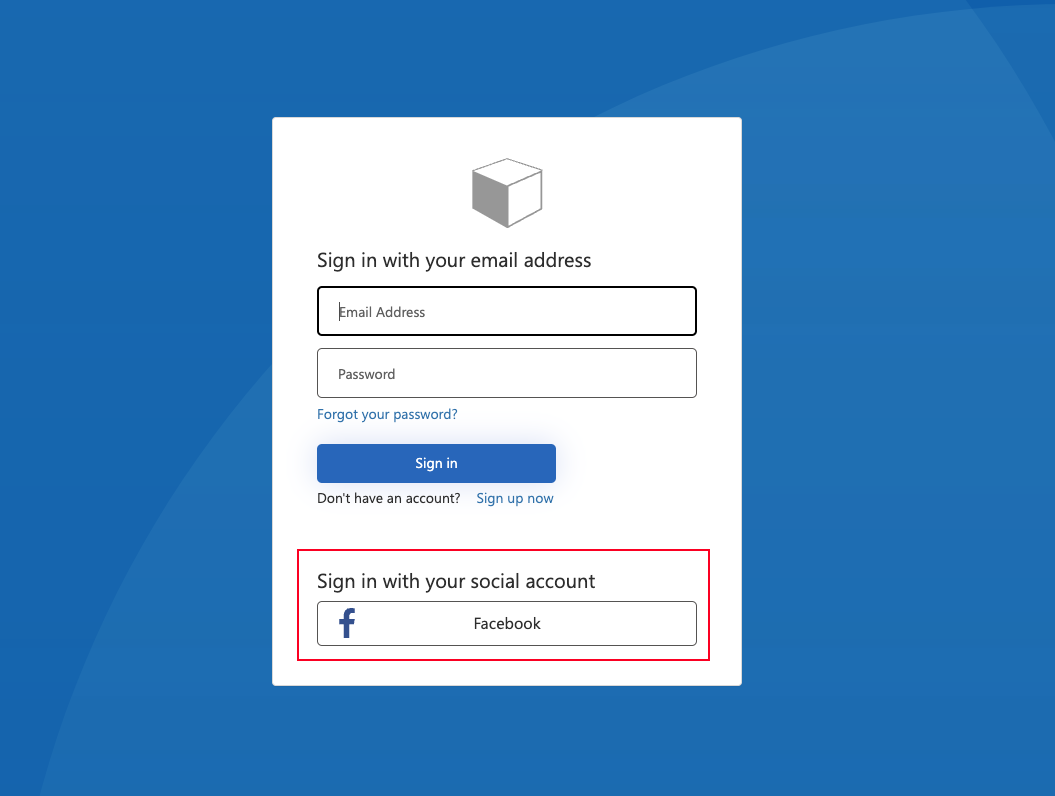 Sign in with your email address
Email Address
Password
Forgot your password?
Sign in
Don't have an account? Sign up now
Sign in with your social account
Facebook